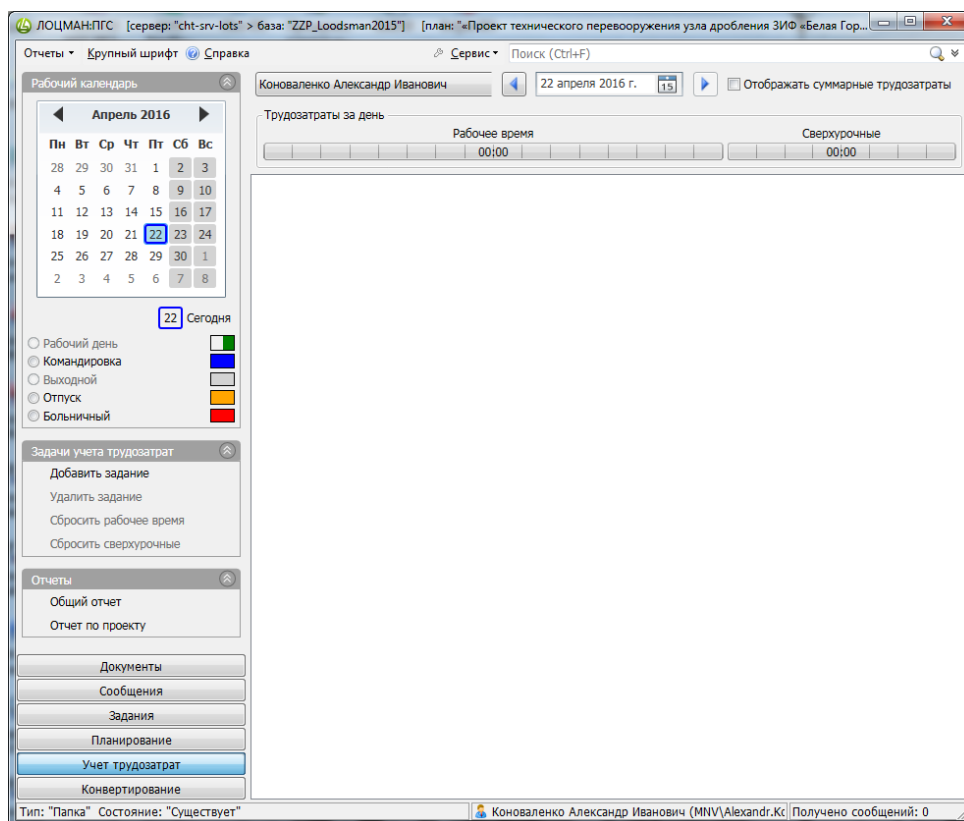 ЛОЦМАН:ПГС [сервер: "cht-srv-lots" > база: "ZZP_Loodsman2015"] [план: "«Проект технического перевооружения узла дробления ЗИФ «Белая Гор...
Отчеты Крупный шрифт Справка Сервис Поиск (Ctrl+F)
Рабочий календарь
Апрель 2016
Пн Вт Ср Чт Пт Сб Вс
28 29 30 31 1 2 3
4 5 6 7 8 9 10
11 12 13 14 15 16 17
18 19 20 21 22 23 24
25 26 27 28 29 30 1
2 3 4 5 6 7 8
22 Сегодня
Рабочий день
Командировка
Выходной
Отпуск
Больничный
Задачи учета трудозатрат
Добавить задание
Удалить задание
Сбросить рабочее время
Сбросить сверхурочные
Отчеты
Общий отчет
Отчет по проекту
Документы
Сообщения
Задания
Планирование
Учет трудозатрат
Конвертирование
Коноваленко Александр Иванович 22 апреля 2016 г. 15 Отображать суммарные трудозатраты
Трудозатраты за день
Рабочее время Сверхурочные
00:00 00:00
Тип: "Папка" Состояние: "Существует" Коноваленко Александр Иванович (MNV\Alexandr.Kc Получено сообщений: 0